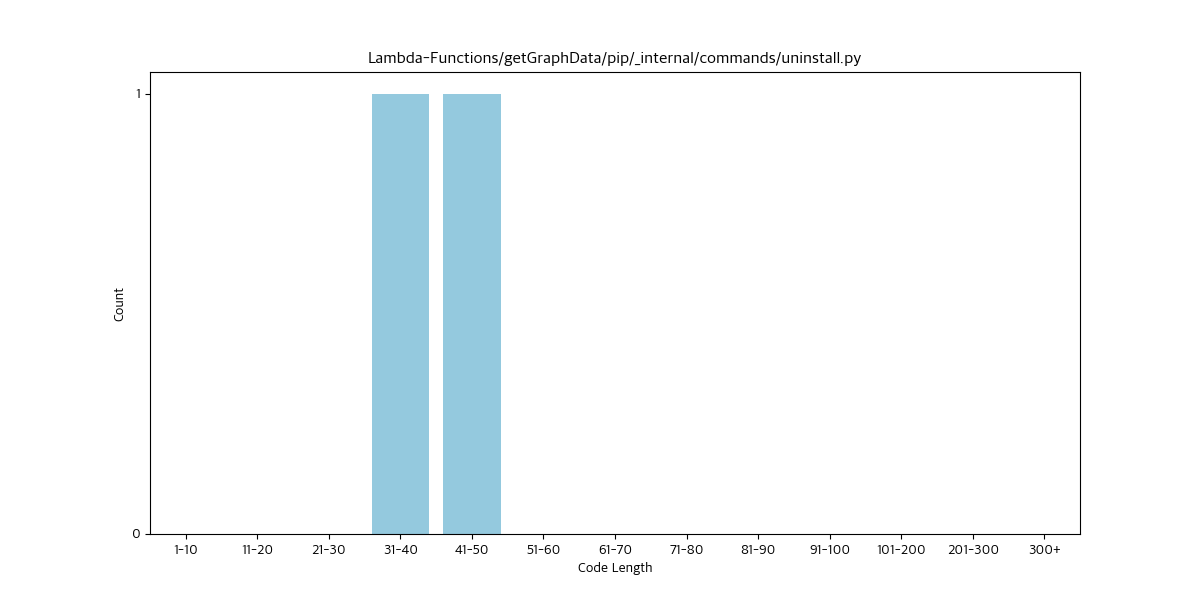 Lambda-Functions/getGraphData/pip/_internal/commands/uninstall.py
1
Count
0
1-10 11-20 21-30 31-40 41-50 51-60 61-70 71-80 81-90 91-100 101-200 201-300 300+
Code Length